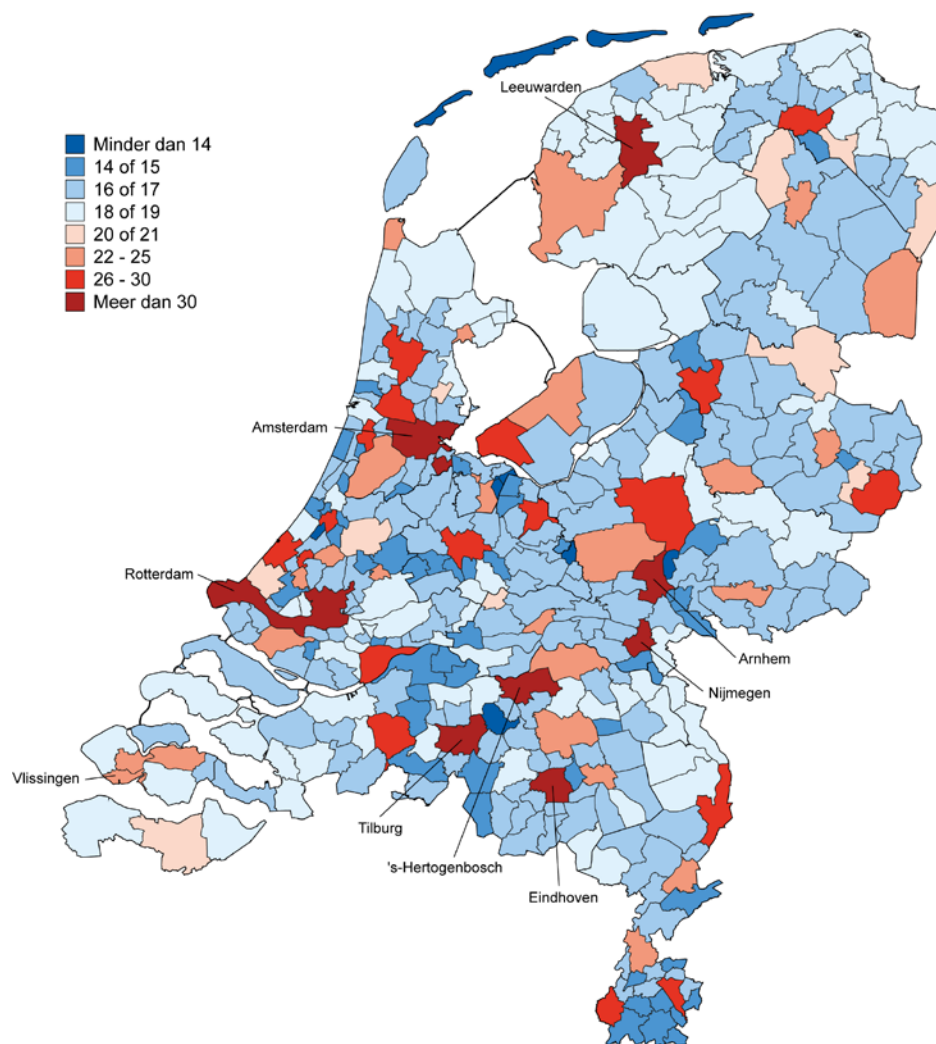 Leeuwarden
Minder dan 14
14 of 15
16 of 17
18 of 19
20 of 21
22 - 25
26 - 30
Meer dan 30
Amsterdam
Rotterdam
Arnhem
Nijmegen
Vlissingen
Tilburg
's-Hertogenbosch
Eindhoven